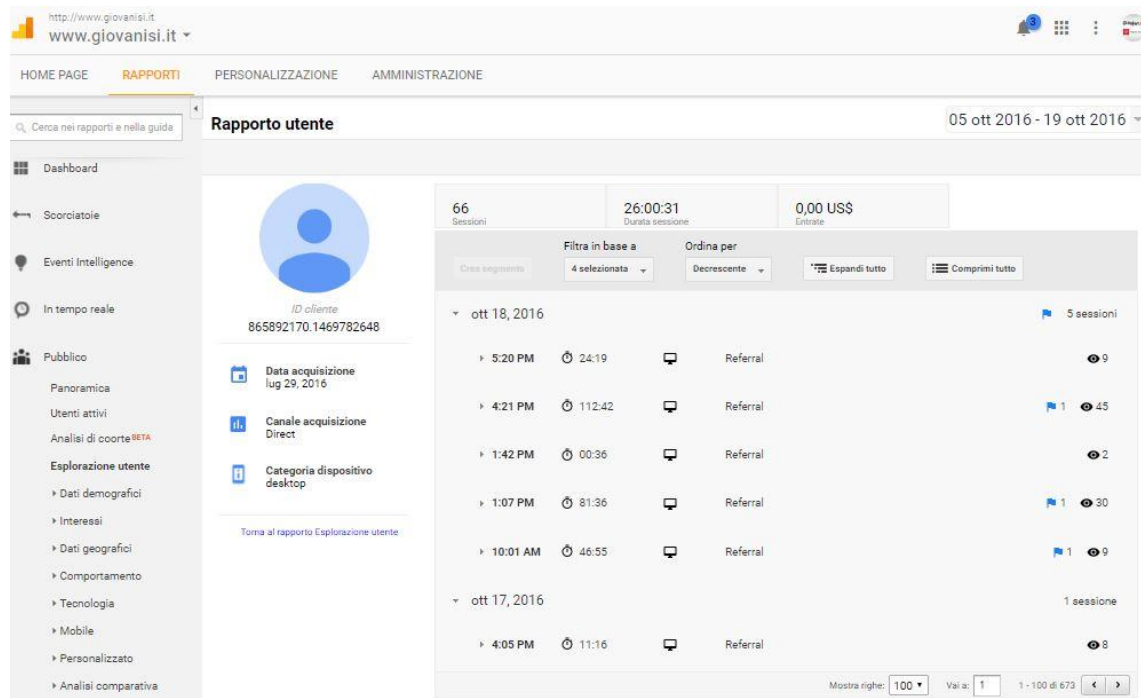 http://www.giovanisi.it
www.giovanisi.it
3
HOME PAGE RAPPORTI PERSONALIZZAZIONE AMMINISTRAZIONE
Cerca nei rapporti e nella guida
Dashboard
Scorciatoie
Eventi Intelligence
In tempo reale
Pubblico
Panoramica
Utenti attivi
Analisi di coorte BETA
Esplorazione utente
Dati demografici
Interessi
Dati geografici
Comportamento
Tecnologia
Mobile
Personalizzato
Analisi comparativa
Rapporto utente
05 ott 2016 - 19 ott 2016
ID cliente
865892170.1469782648
Data acquisizione
lug 29, 2016
Canale acquisizione
Direct
Categoria dispositivo
desktop
Torna al rapporto Esplorazione utente
66 26:00:31 0,00 US$
Sessioni Durata sessione Entrate
Filtra in base a Ordina per
Crea segmento 4 selezionata Decrescente Espandi tutto Comprimi tutto
ott 18, 2016 5 sessioni
5:20 PM 24:19 Referral 9
4:21 PM 112:42 Referral 1 45
1:42 PM 00:36 Referral 2
1:07 PM 81:36 Referral 1 30
10:01 AM 46:55 Referral 1 9
ott 17, 2016 1 sessione
4:05 PM 11:16 Referral 8
Mostra righe: 100 Vai a: 1 1 - 100 di 673